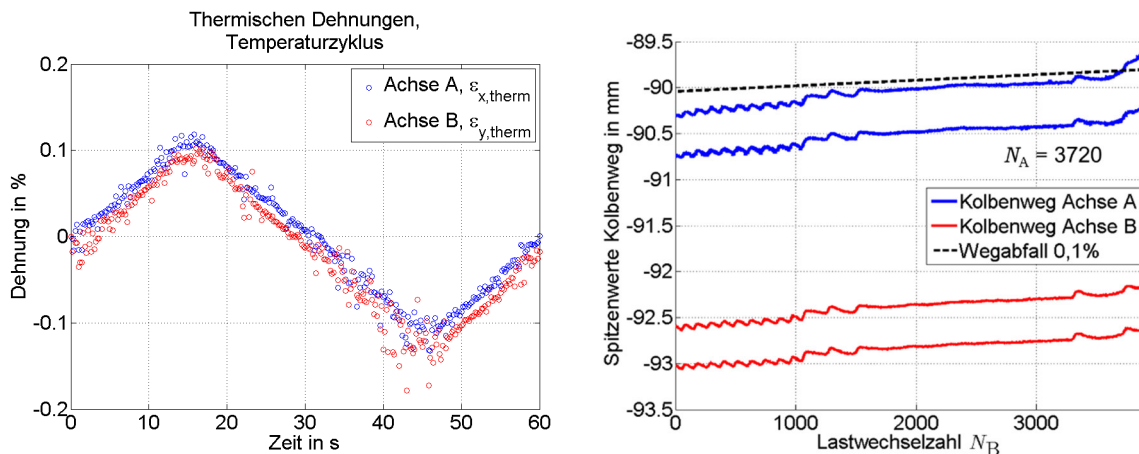 Thermischen Dehnungen,
Temperaturzyklus
Dehnung in %
0.2
0.1
0
-0.1
-0.2
Achse A, εx,therm
Achse B, εy,therm
0 10 20 30 40 50 60
Zeit in s
Spitzenwerte Kolbenweg in mm
-89.5
-90
-90.5
-91
-91.5
-92
-92.5
-93
-93.5
NA = 3720
Kolbenweg Achse A
Kolbenweg Achse B
Wegabfall 0,1%
0 1000 2000 3000
Lastwechselzahl NB